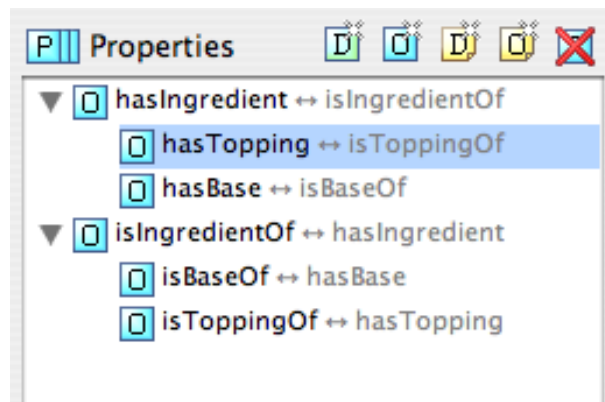 P Properties D O D O
O hasIngredient ↔ isIngredientOf
O hasTopping ↔ isToppingOf
O hasBase ↔ isBaseOf
O isIngredientOf ↔ hasIngredient
O isBaseOf ↔ hasBase
O isToppingOf ↔ hasTopping